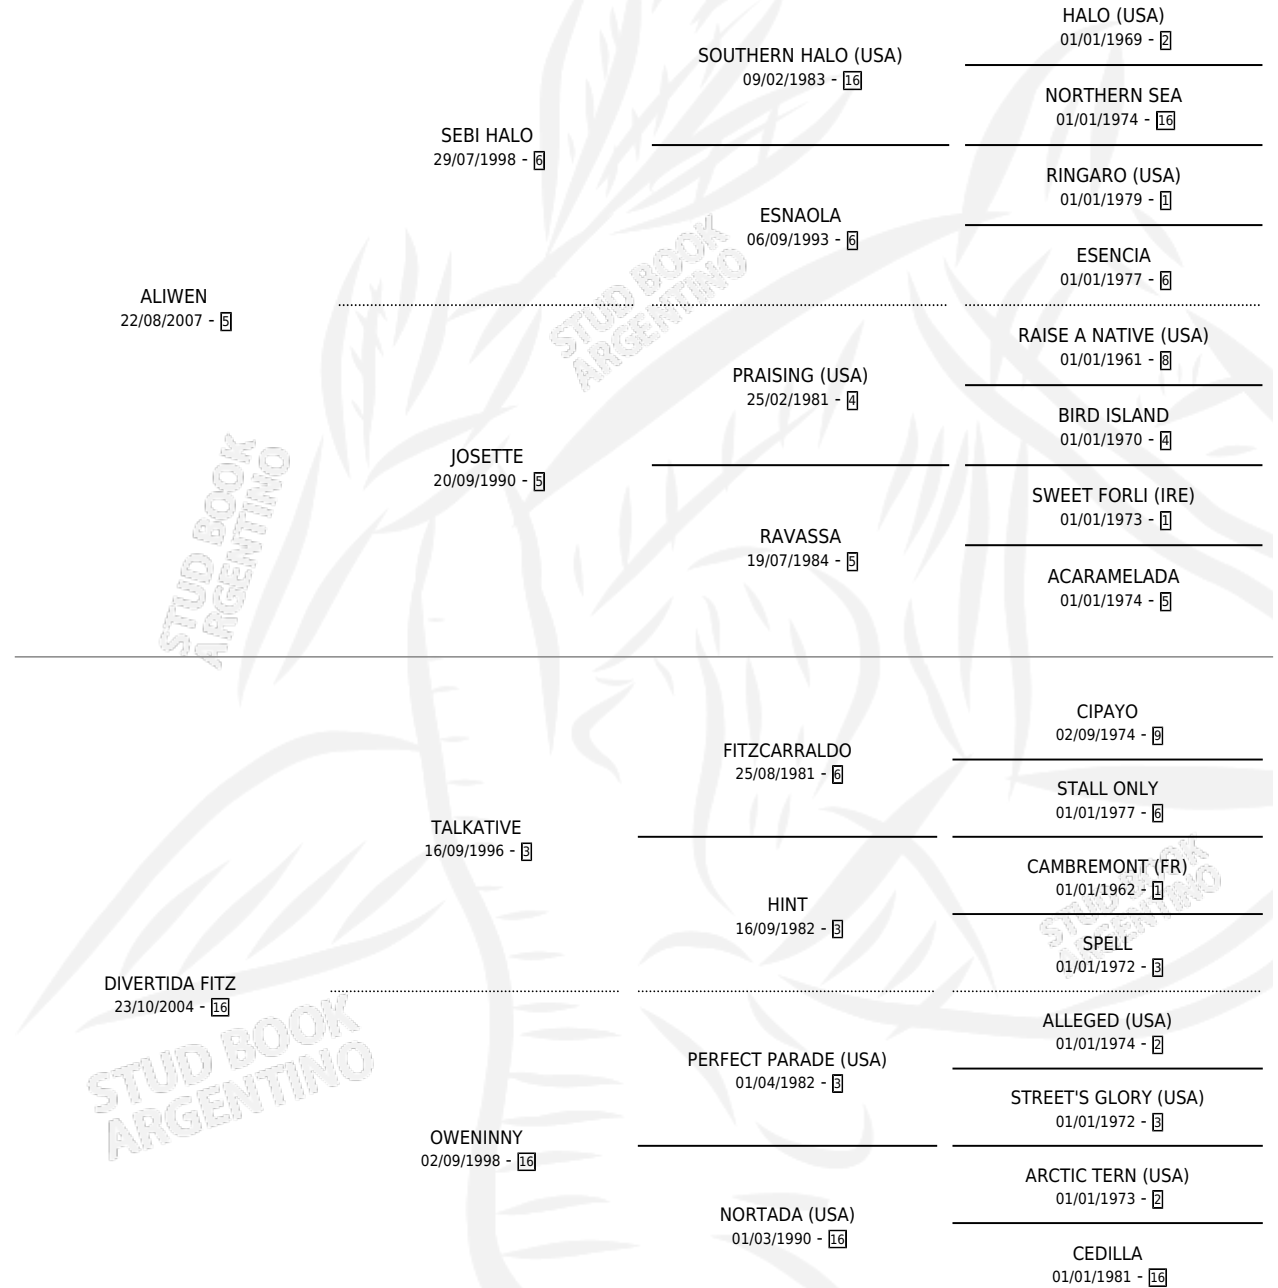 HALO (USA)
01/01/1969 - 2
SOUTHERN HALO (USA)
09/02/1983 - 16
NORTHERN SEA
01/01/1974 - 16
SEBI HALO
29/07/1998 - 6
RINGARO (USA)
01/01/1979 - 1
ESNAOLA
06/09/1993 - 6
ESENCIA
01/01/1977 - 6
ALIWEN
22/08/2007 - 5
RAISE A NATIVE (USA)
01/01/1961 - 8
PRAISING (USA)
25/02/1981 - 4
BIRD ISLAND
01/01/1970 - 4
JOSETTE
20/09/1990 - 5
SWEET FORLI (IRE)
01/01/1973 - 1
RAVASSA
19/07/1984 - 5
ACARAMELADA
01/01/1974 - 5
STUD BOOK
ARGENTINO
STUD BOOK
ARGENTINO
CIPAYO
02/09/1974 - 9
FITZCARRALDO
25/08/1981 - 6
STALL ONLY
01/01/1977 - 6
TALKATIVE
16/09/1996 - 3
CAMBREMONT (FR)
01/01/1962 - 1
HINT
16/09/1982 - 3
SPELL
01/01/1972 - 3
STUD BOOK
ARGENTINO
DIVERTIDA FITZ
23/10/2004 - 16
ALLEGED (USA)
01/01/1974 - 2
PERFECT PARADE (USA)
01/04/1982 - 3
STREET'S GLORY (USA)
01/01/1972 - 3
STUD BOOK
ARGENTINO
OWENINNY
02/09/1998 - 16
ARCTIC TERN (USA)
01/01/1973 - 2
NORTADA (USA)
01/03/1990 - 16
CEDILLA
01/01/1981 - 16